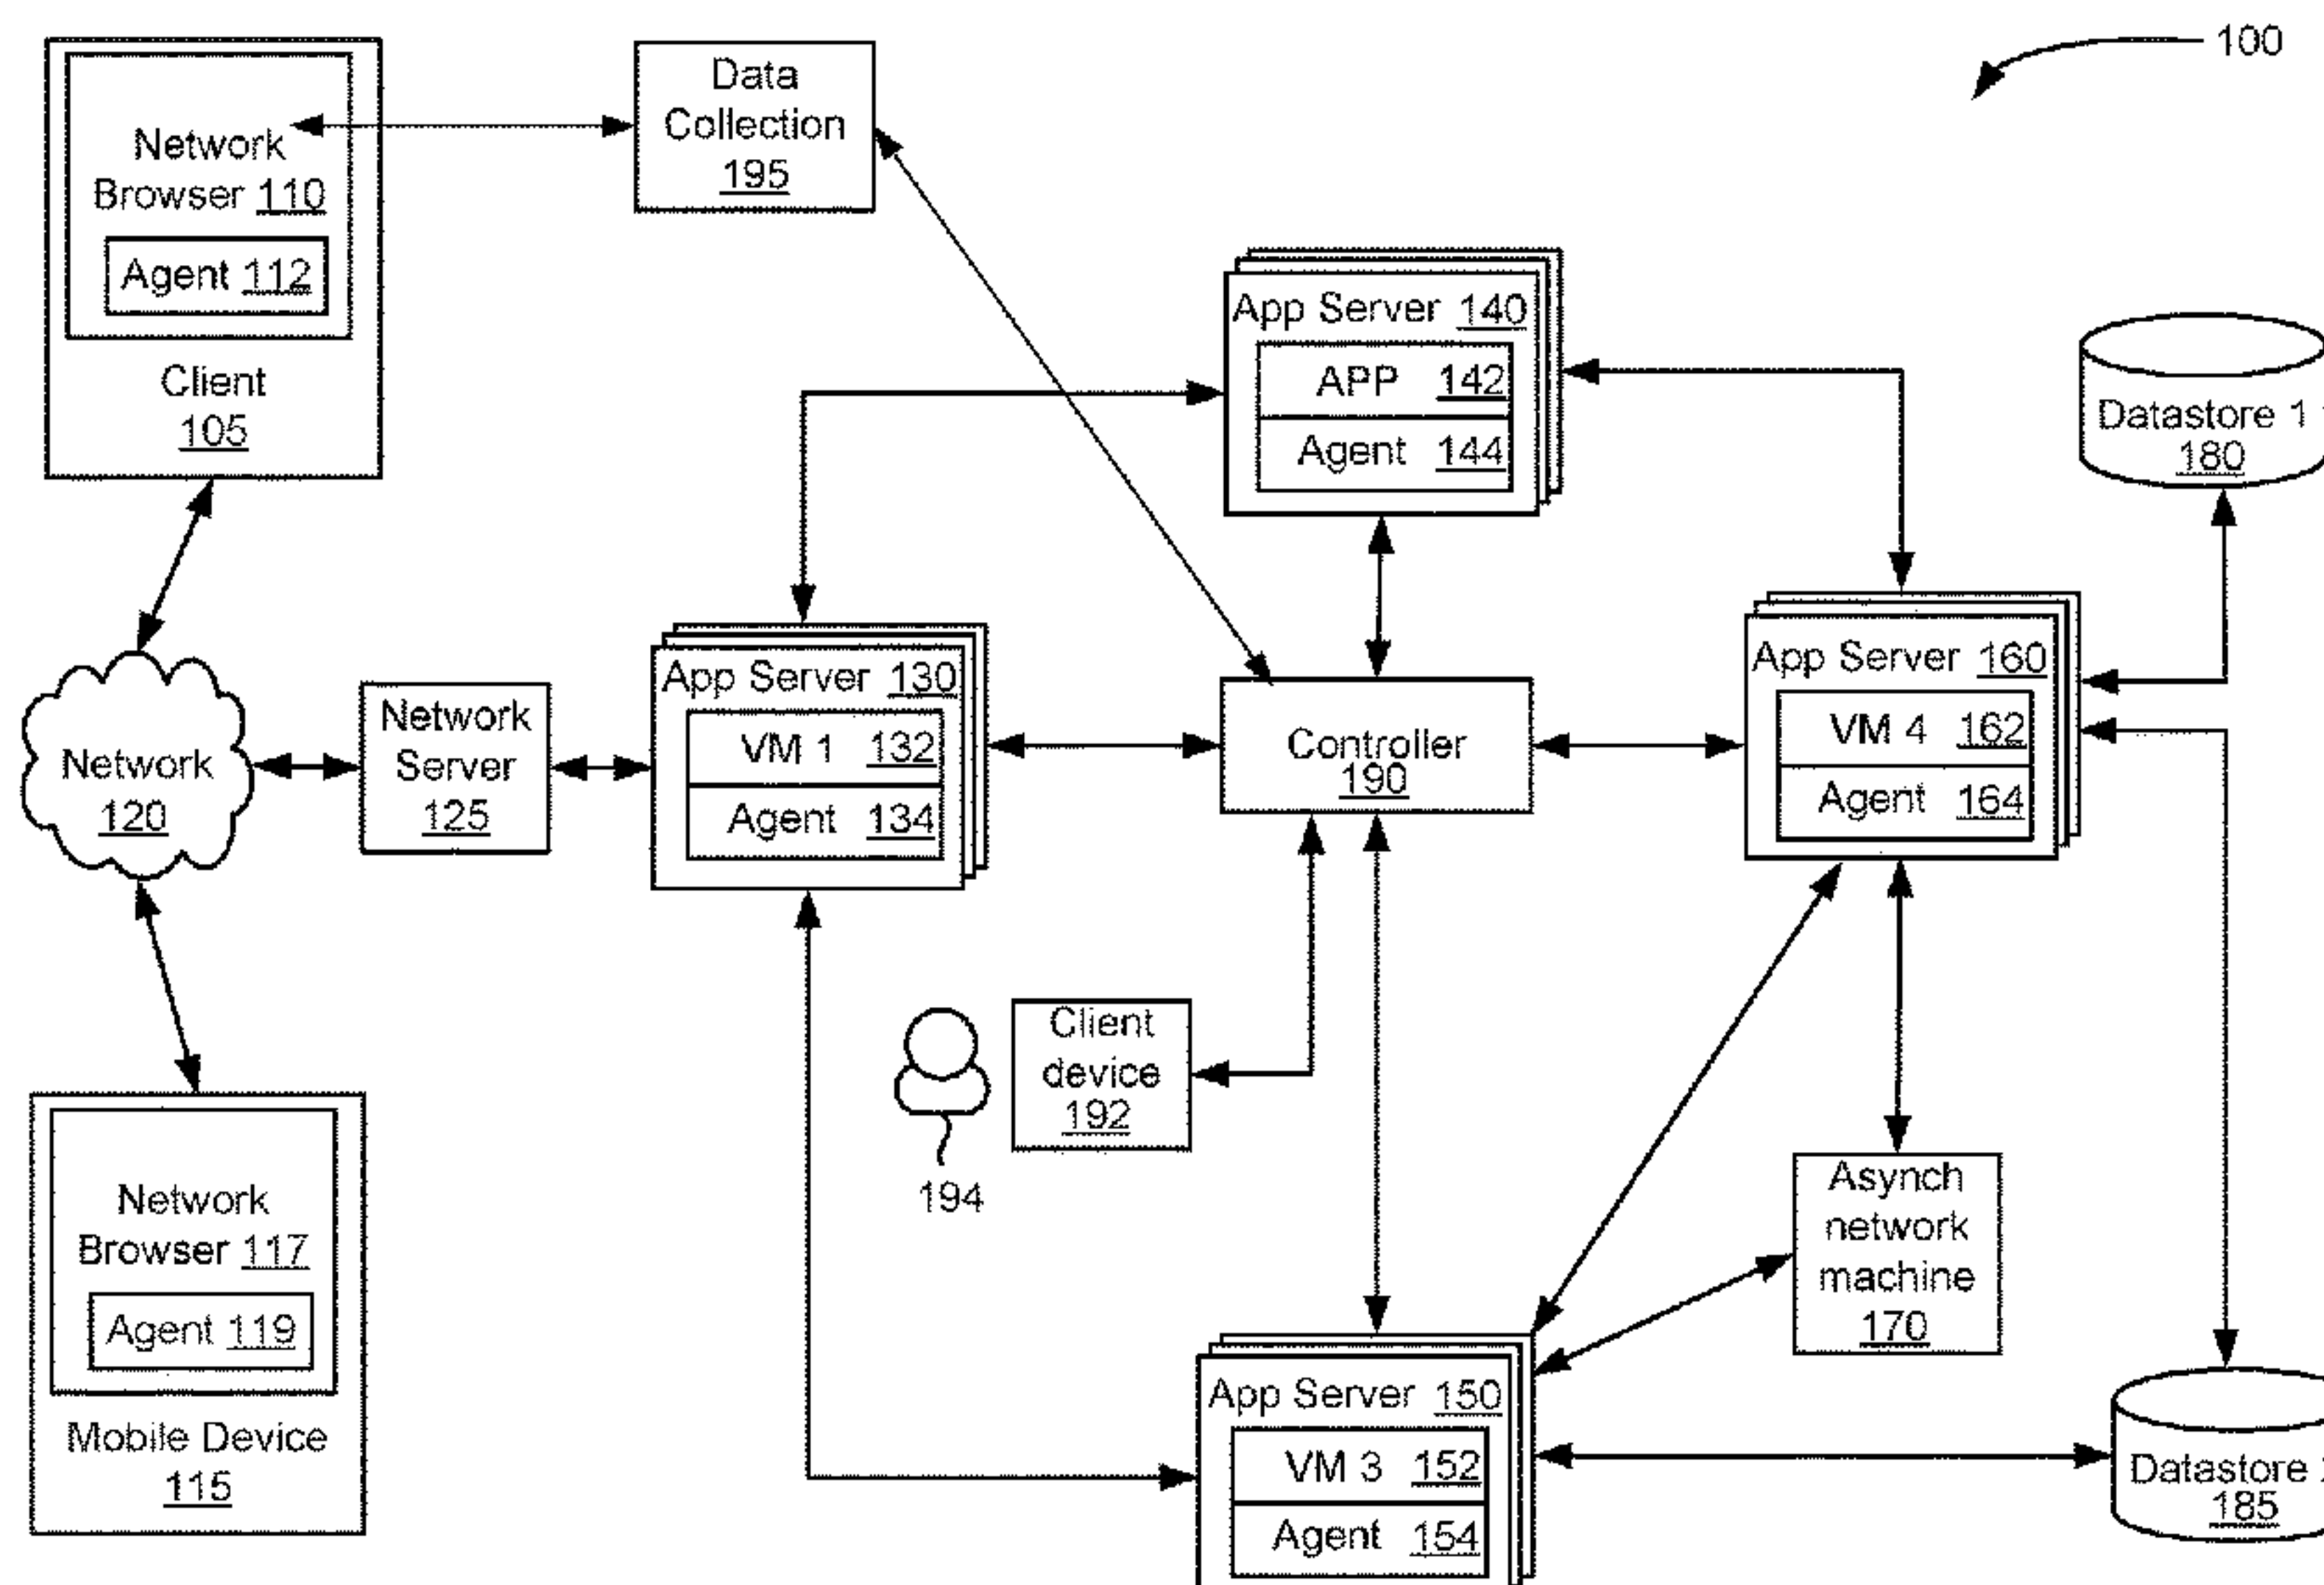 100
Network
Browser 110
Agent 112
Client
105
Data
Collection
195
App Server 140
APP 142
Agent 144
Datastore 1
180
Network
120
Network
Server
125
App Server 130
VM 1 132
Agent 134
Controller
190
App Server 160
VM 4 162
Agent 164
194
Client
device
192
Asynch
network
machine
170
Network
Browser 117
Agent 119
Mobile Device
115
App Server 150
VM 3 152
Agent 154
Datastore
185